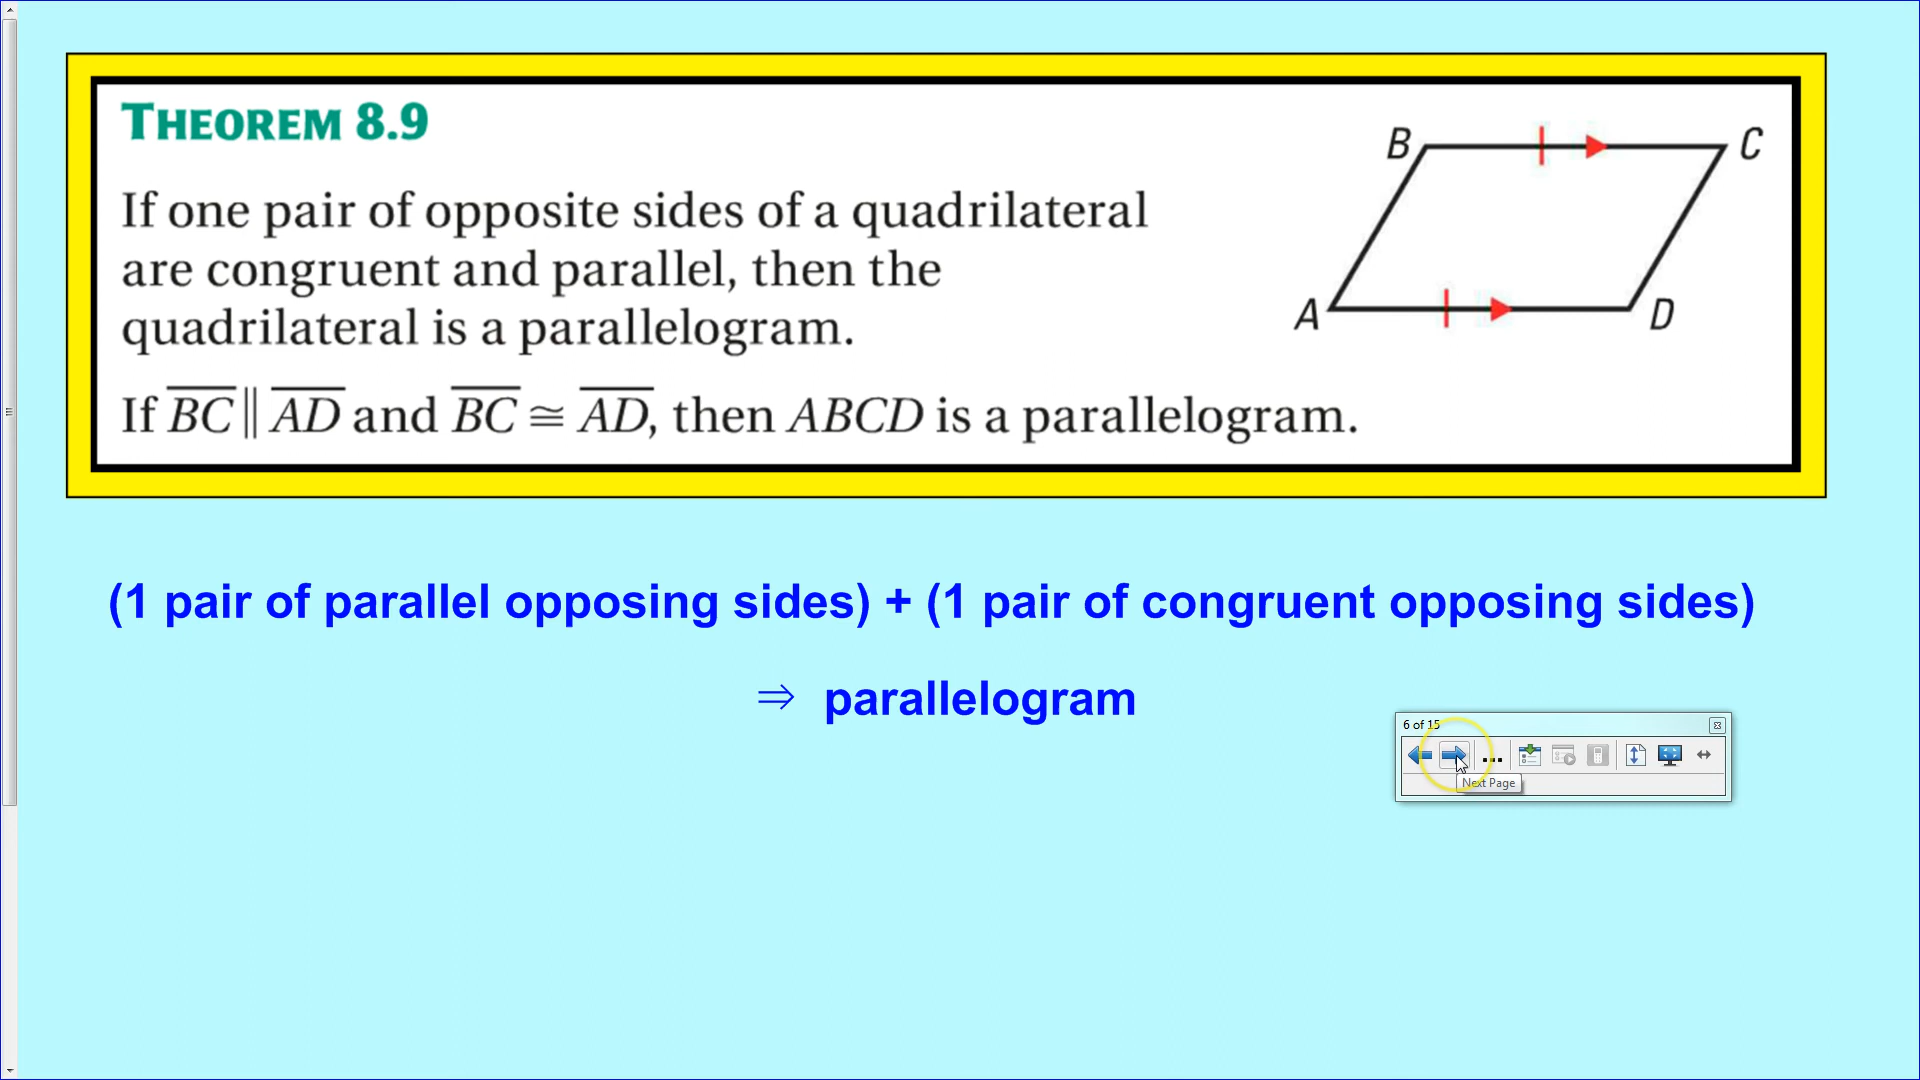 THEOREM 8.9
If one pair of opposite sides of a quadrilateral
are congruent and parallel, then the
quadrilateral is a parallelogram.
If BC ∥ AD and BC ≅ AD, then ABCD is a parallelogram.
B
C
A
D
(1 pair of parallel opposing sides) + (1 pair of congruent opposing sides)
⇒ parallelogram
6 of 15
...
Next Page